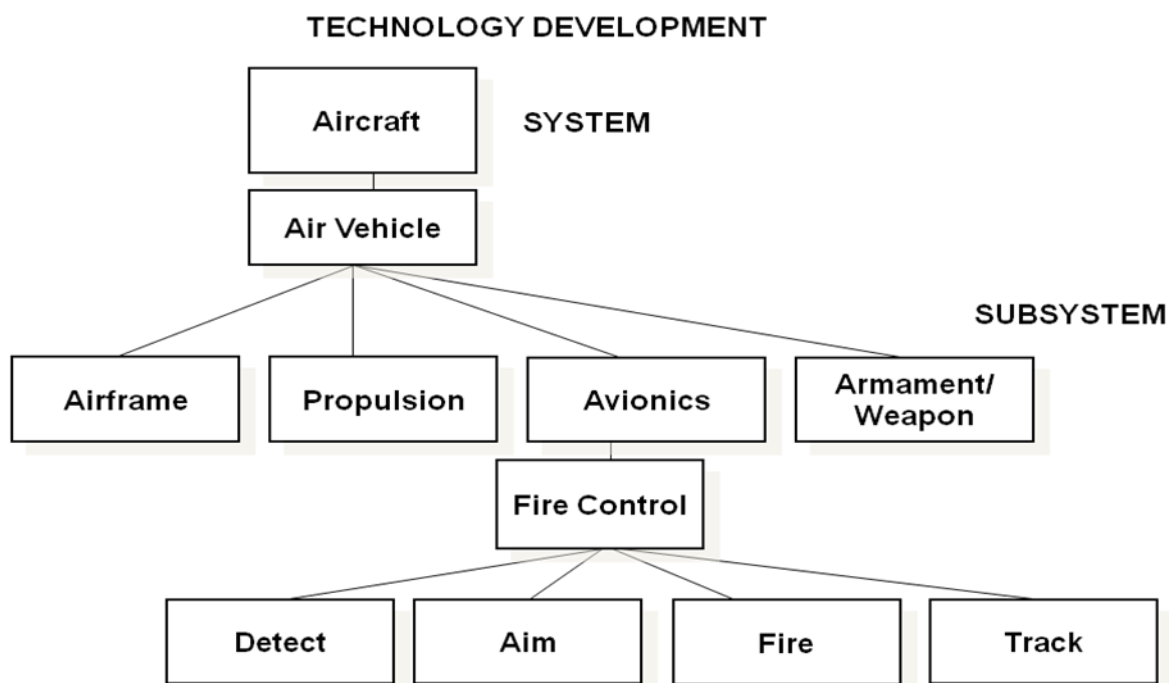 TECHNOLOGY DEVELOPMENT
Aircraft
SYSTEM
Air Vehicle
SUBSYSTEM
Airframe
Propulsion
Avionics
Armament/
Weapon
Fire Control
Detect
Aim
Fire
Track